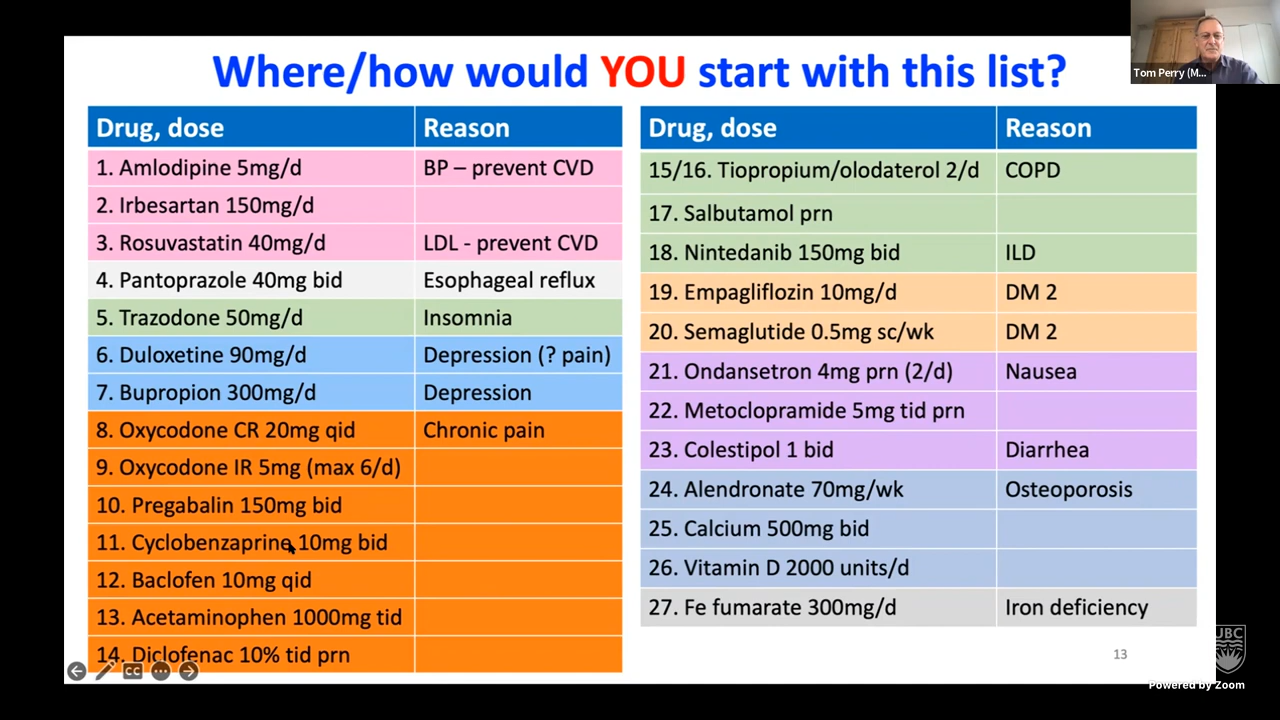 Where/how would YOU start with this list?
Tom Perry (M...
Drug, dose Reason
1. Amlodipine 5mg/d BP – prevent CVD
2. Irbesartan 150mg/d
3. Rosuvastatin 40mg/d LDL - prevent CVD
4. Pantoprazole 40mg bid Esophageal reflux
5. Trazodone 50mg/d Insomnia
6. Duloxetine 90mg/d Depression (? pain)
7. Bupropion 300mg/d Depression
8. Oxycodone CR 20mg qid Chronic pain
9. Oxycodone IR 5mg (max 6/d)
10. Pregabalin 150mg bid
11. Cyclobenzaprine 10mg bid
12. Baclofen 10mg qid
13. Acetaminophen 1000mg tid
14. Diclofenac 10% tid prn
Drug, dose Reason
15/16. Tiopropium/olodaterol 2/d COPD
17. Salbutamol prn
18. Nintedanib 150mg bid ILD
19. Empagliflozin 10mg/d DM 2
20. Semaglutide 0.5mg sc/wk DM 2
21. Ondansetron 4mg prn (2/d) Nausea
22. Metoclopramide 5mg tid prn
23. Colestipol 1 bid Diarrhea
24. Alendronate 70mg/wk Osteoporosis
25. Calcium 500mg bid
26. Vitamin D 2000 units/d
27. Fe fumarate 300mg/d Iron deficiency
13
CC
UBC
Powered by Zoom